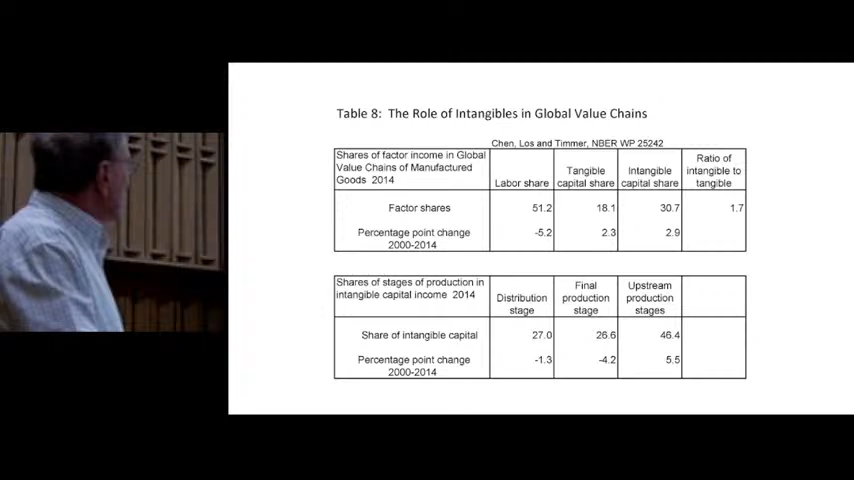 Table 8: The Role of Intangibles in Global Value Chains
Chen, Los and Timmer, NBER WP 25242
Shares of factor income in Global
Value Chains of Manufactured
Goods 2014
Labor share
Tangible
capital share
Intangible
capital share
Ratio of
intangible to
tangible
Factor shares 51.2 18.1 30.7 1.7
Percentage point change
2000-2014
-5.2 2.3 2.9
Shares of stages of production in
intangible capital income 2014
Distribution
stage
Final
production
stage
Upstream
production
stages
Share of intangible capital 27.0 26.6 46.4
Percentage point change
2000-2014
-1.3 -4.2 5.5